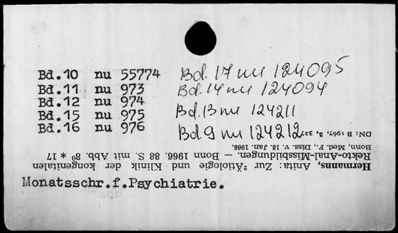 Bd.10 nu 55774
Bd.11 nu 973
Bd.12 nu 974
Bd.15 nu 975
Bd.16 nu 976
Bd. 17 nu 124095
Bd. 14 nu 124094
Bd. 13 nu 124211
Bd 9 nu 124212
Hermanns, Anita: Zur Ätiologie und Klinik der kongenitalen
Rekto-Anal-Missbildungen. — Bonn 1966. 88 S. mit Abb. 8° 17 *
Bonn, Med. F., Diss. v. 18. Jan. 1966.
DN: B 1967, 5, 337
Monatsschr.f.Psychiatrie.